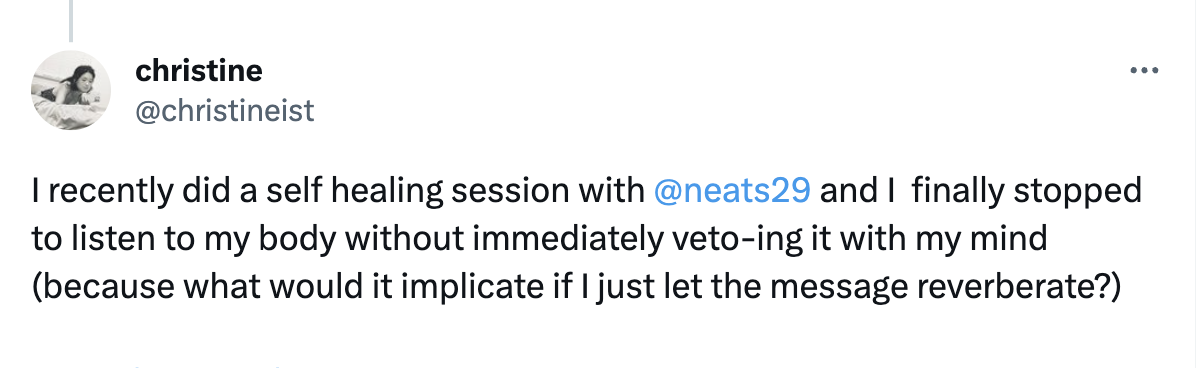 christine
@christineist
I recently did a self healing session with @neats29 and I  finally stopped
to listen to my body without immediately veto-ing it with my mind
(because what would it implicate if I just let the message reverberate?)